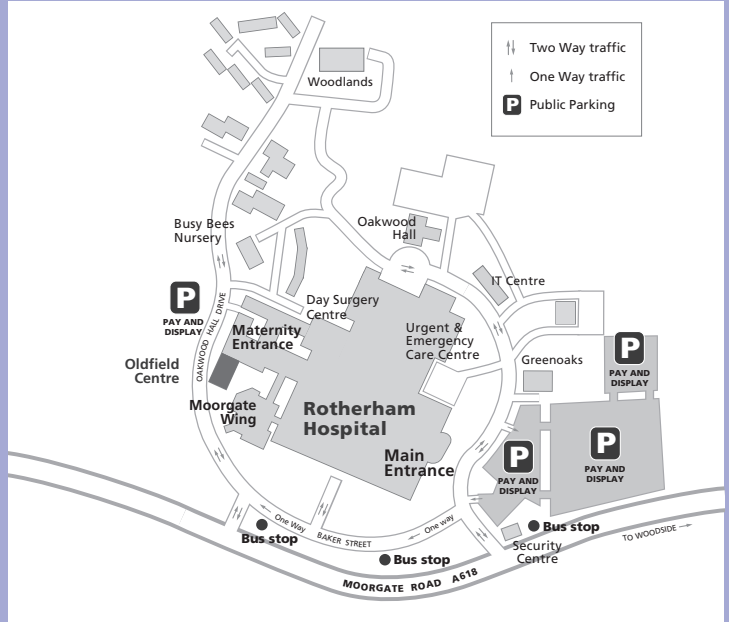 Two Way traffic
One Way traffic
P Public Parking
Woodlands
Busy Bees
Nursery
Oakwood
Hall
IT Centre
P
PAY AND
DISPLAY
OAKWOOD HALL DRIVE
Day Surgery
Centre
Maternity
Entrance
Urgent &
Emergency
Care Centre
Oldfield
Centre
Greenoaks
P
PAY AND
DISPLAY
Moorgate
Wing
Rotherham
Hospital
Main
Entrance
P
PAY AND
DISPLAY
P
PAY AND
DISPLAY
One Way
BAKER STREET
One way
Bus stop
Bus stop
Bus stop
Security
Centre
TO WOODSIDE
MOORGATE ROAD A618